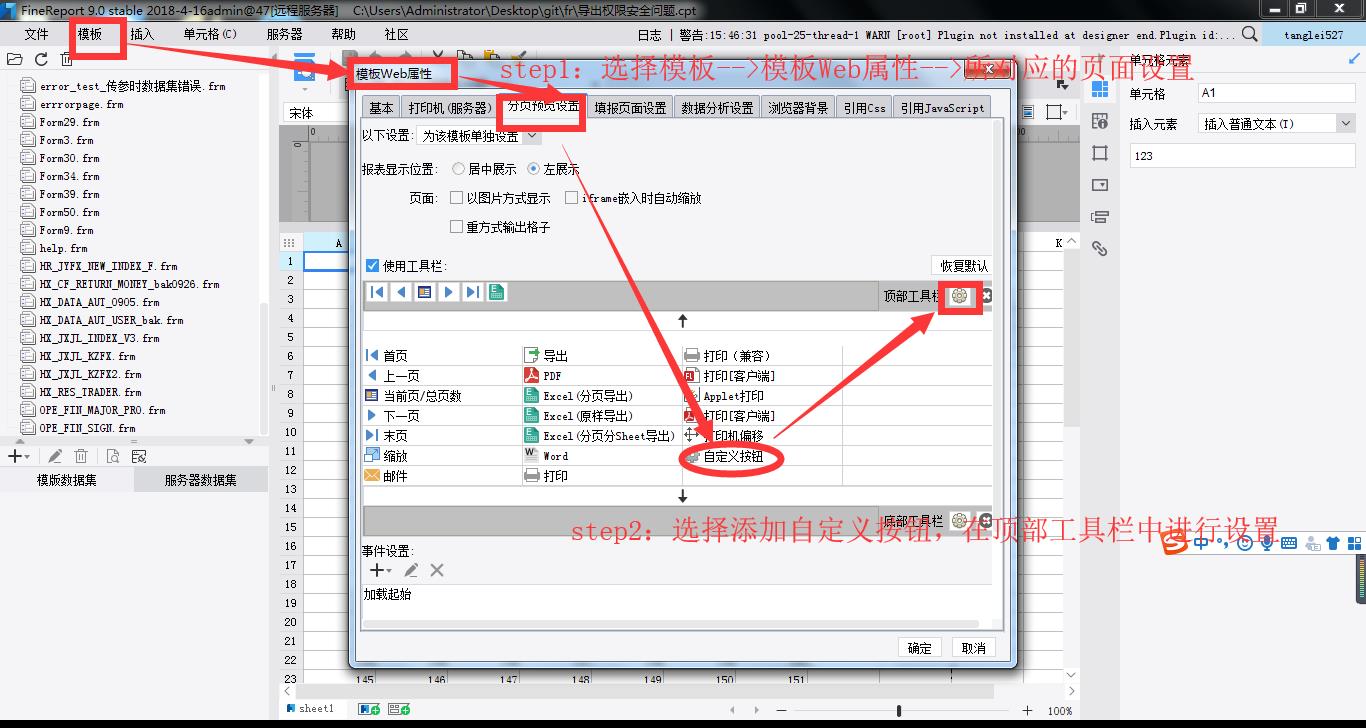 FineReport 9.0 stable 2018-4-16admin@47[远程服务器] C:\Users\Administrator\Desktop\git\fr\导出权限安全问题.cpt
文件 模板 插入 单元格(C) 服务器 帮助 社区
日志 | 警告:15:46:31 pool-25-thread-1 WARN [root] Plugin not installed at designer end.Plugin id:...
tanglei527
error_test_传参时数据集错误.frm
errrorpage.frm
Form29.frm
Form3.frm
Form30.frm
Form34.frm
Form39.frm
Form50.frm
Form9.frm
help.frm
HR_JYFX_NEW_INDEX_F.frm
HX_CF_RETURN_MONEY_bak0926.frm
HX_DATA_AUT_0905.frm
HX_DATA_AUT_USER_bak.frm
HX_JXJL_INDEX_V3.frm
HX_JXJL_KZFX.frm
HX_JXJL_KZFX2.frm
HX_RES_TRADER.frm
OPE_FIN_MAJOR_PRO.frm
OPE_FIN_SIGN.frm
模版数据集 服务器数据集
宋体
0
0
A
K
1
2
3
4
5
6
7
8
9
10
11
12
13
14
15
16
17
18
19
20
21
22
23
145 146 147 148 149 150 151
sheet1
100%
模板Web属性
step1：选择模板-->模板Web属性-->所对应的页面设置
基本 打印机(服务器) 分页预览设置 填报页面设置 数据分析设置 浏览器背景 引用Css 引用JavaScript
以下设置: 为该模板单独设置
报表显示位置: 居中展示 左展示
页面: 以图片方式显示 iframe嵌入时自动缩放
重方式输出格子
使用工具栏:
恢复默认
顶部工具栏
首页 导出 打印（兼容）
上一页 PDF 打印[客户端]
当前页/总页数 Excel(分页导出) Applet打印
下一页 Excel(原样导出) 打印[客户端]
末页 Excel(分页分Sheet导出) 打印机偏移
缩放 Word 自定义按钮
邮件 打印
底部工具栏
step2：选择添加自定义按钮，在顶部工具栏中进行设置
事件设置:
加载起始
确定 取消
单元格元素
单元格 A1
插入元素 插入普通文本(I)
123
中